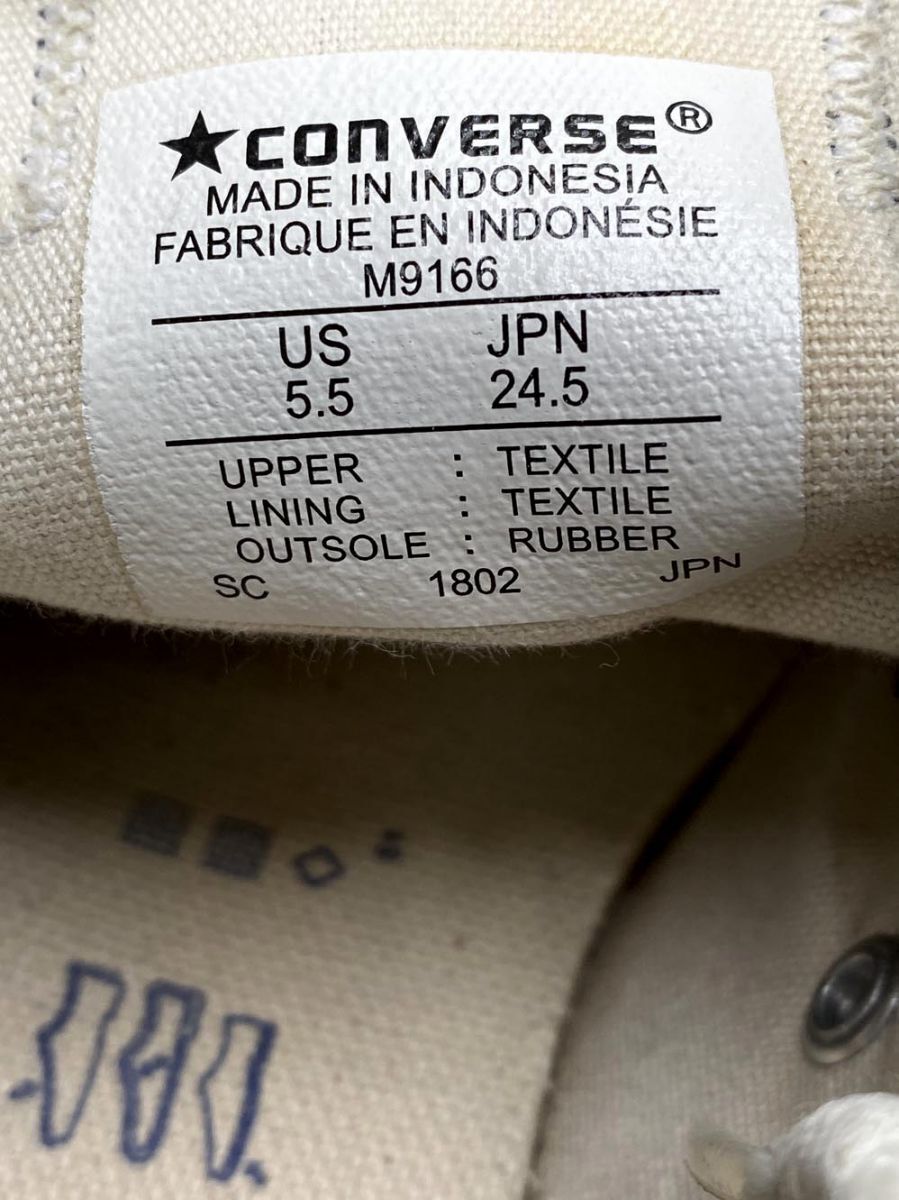 ★CONVERSE®
MADE IN INDONESIA
FABRIQUE EN INDONÉSIE
M9166
US JPN
5.5 24.5
UPPER : TEXTILE
LINING : TEXTILE
OUTSOLE : RUBBER
SC 1802 JPN